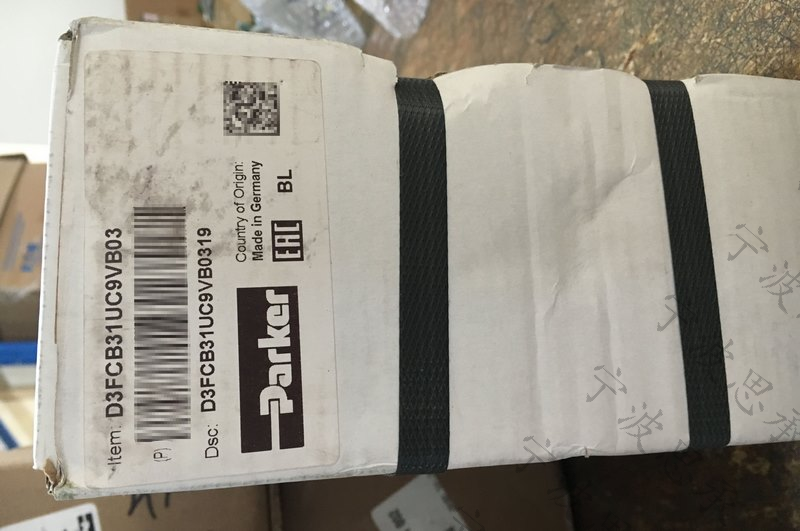 Item: D3FCB31UC9VB03
(P)
Dsc: D3FCB31UC9VB0319
Parker
Country of Origin:
Made in Germany
EAC
BL
宁波
宁波